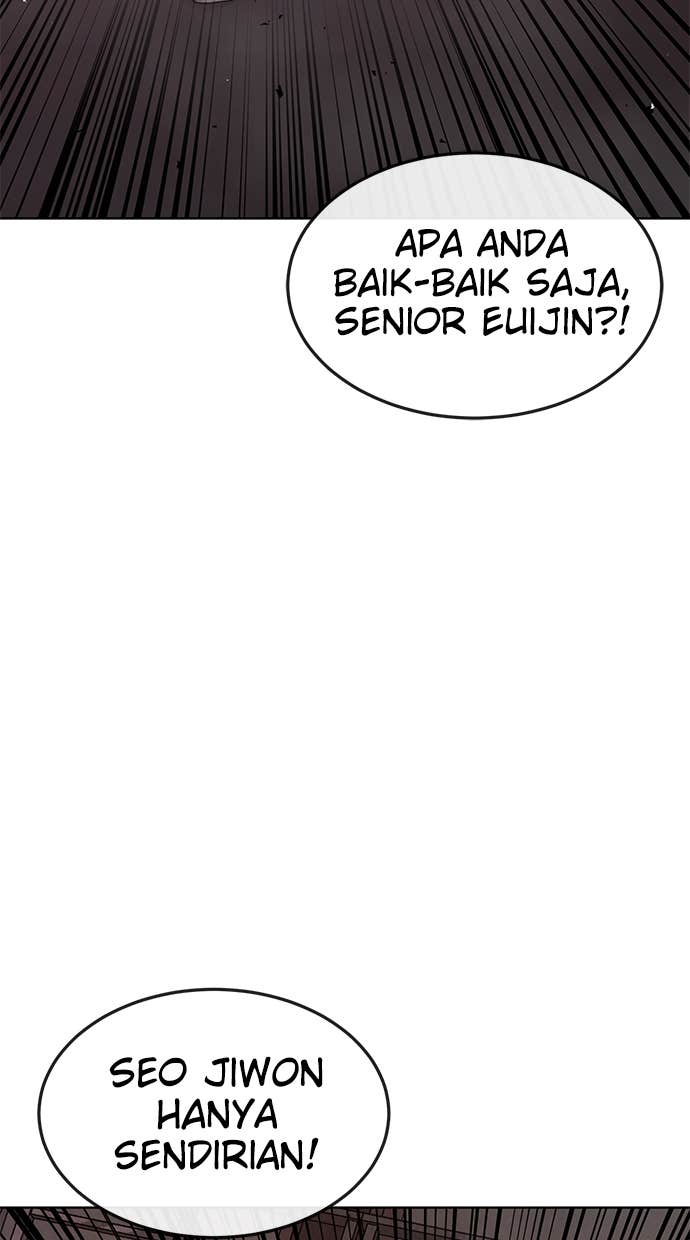 APA ANDA
BAIK-BAIK SAJA,
SENIOR EUIJIN?!
SEO JIWON
HANYA
SENDIRIAN!